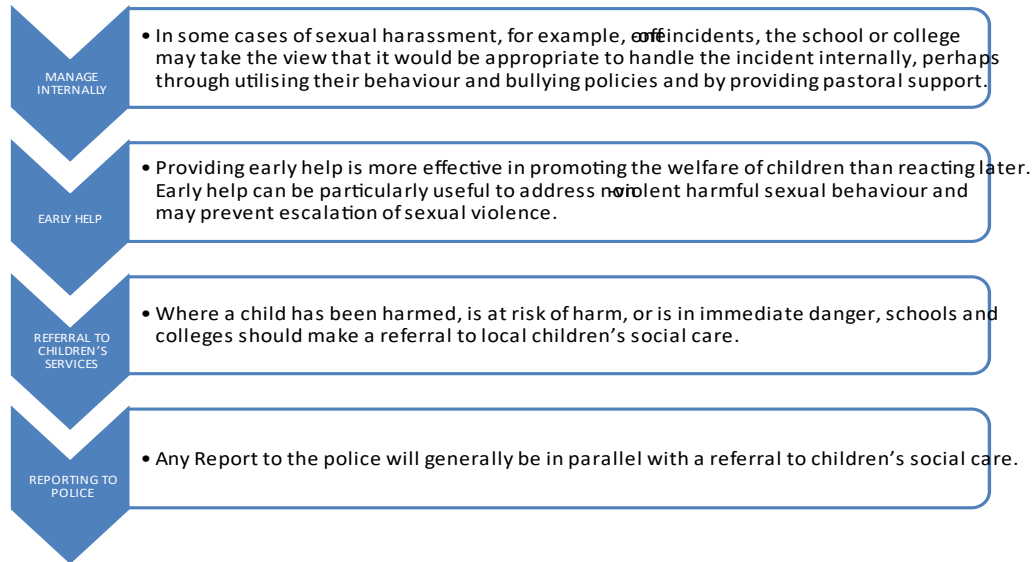 MANAGE
INTERNALLY
• In some cases of sexual harassment, for example, one-off incidents, the school or college
may take the view that it would be appropriate to handle the incident internally, perhaps
through utilising their behaviour and bullying policies and by providing pastoral support.
EARLY HELP
• Providing early help is more effective in promoting the welfare of children than reacting later.
Early help can be particularly useful to address non-violent harmful sexual behaviour and
may prevent escalation of sexual violence.
REFERRAL TO
CHILDREN'S
SERVICES
• Where a child has been harmed, is at risk of harm, or is in immediate danger, schools and
colleges should make a referral to local children's social care.
REPORTING TO
POLICE
• Any Report to the police will generally be in parallel with a referral to children's social care.